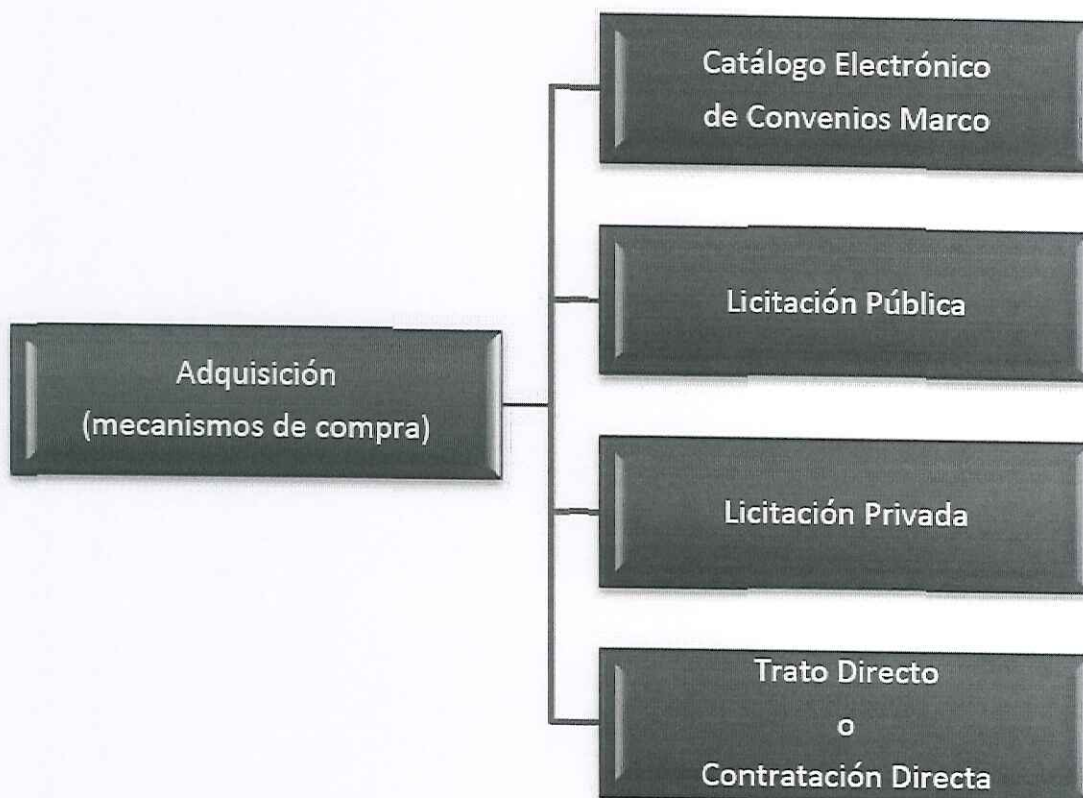 Catálogo Electrónico
de Convenios Marco
Licitación Pública
Adquisición
(mecanismos de compra)
Licitación Privada
Trato Directo
o
Contratación Directa